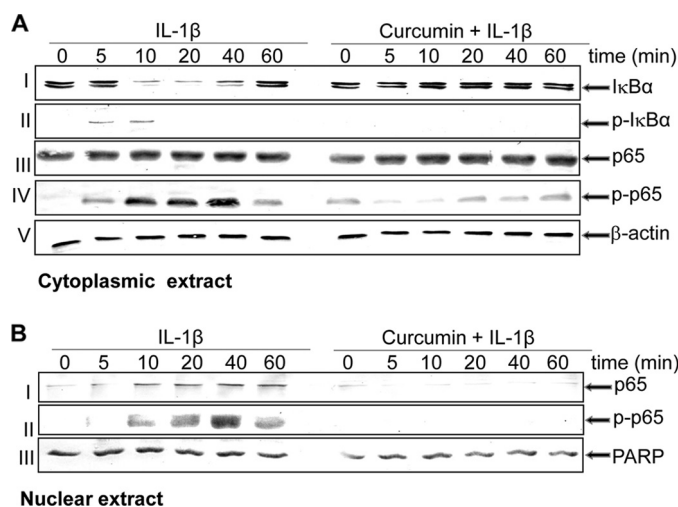 A
IL-1β Curcumin + IL-1β
0 5 10 20 40 60 0 5 10 20 40 60 time (min)
I IκBα
II p-IκBα
III p65
IV p-p65
V β-actin
Cytoplasmic extract
B
IL-1β Curcumin + IL-1β
0 5 10 20 40 60 0 5 10 20 40 60 time (min)
I p65
II p-p65
III PARP
Nuclear extract